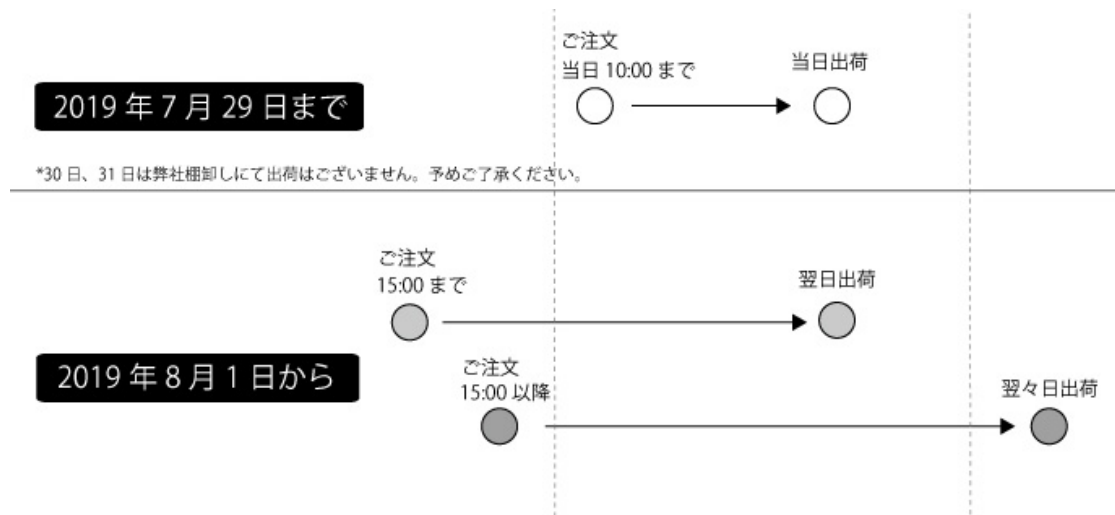 ご注文
当日 10:00 まで
当日出荷
2019 年 7 月 29 日まで
*30 日、31 日は弊社棚卸しにて出荷はございません。予めご了承ください。
ご注文
15:00 まで
翌日出荷
2019 年 8 月 1 日から
ご注文
15:00 以降
翌々日出荷